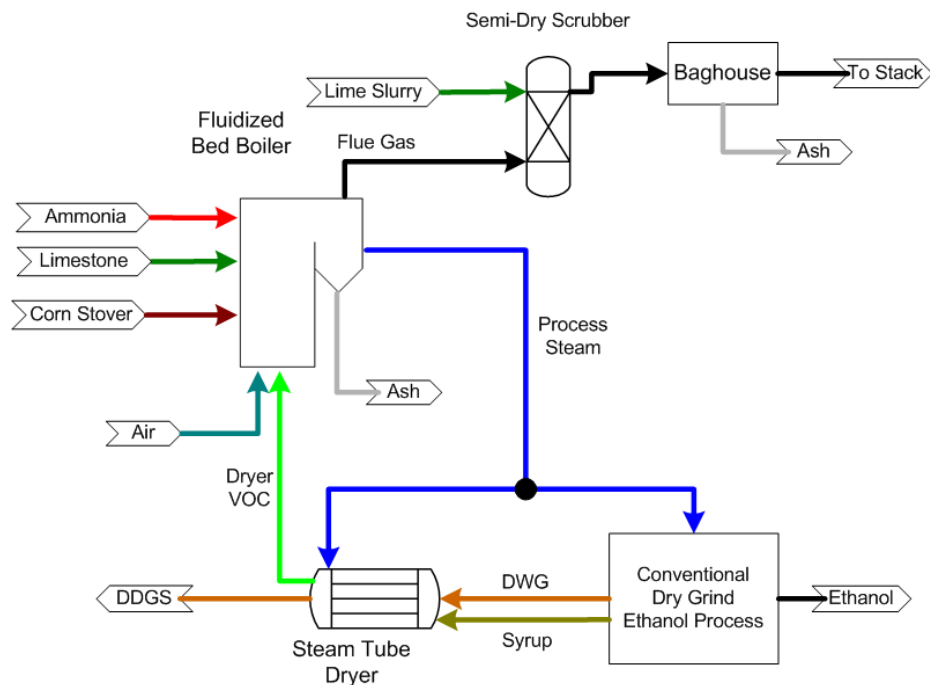 Semi-Dry Scrubber
Baghouse
To Stack
Lime Slurry
Fluidized
Bed Boiler
Flue Gas
Ash
Ammonia
Limestone
Corn Stover
Process
Steam
Ash
Air
Dryer
VOC
DDGS
DWG
Syrup
Steam Tube
Dryer
Conventional
Dry Grind
Ethanol Process
Ethanol